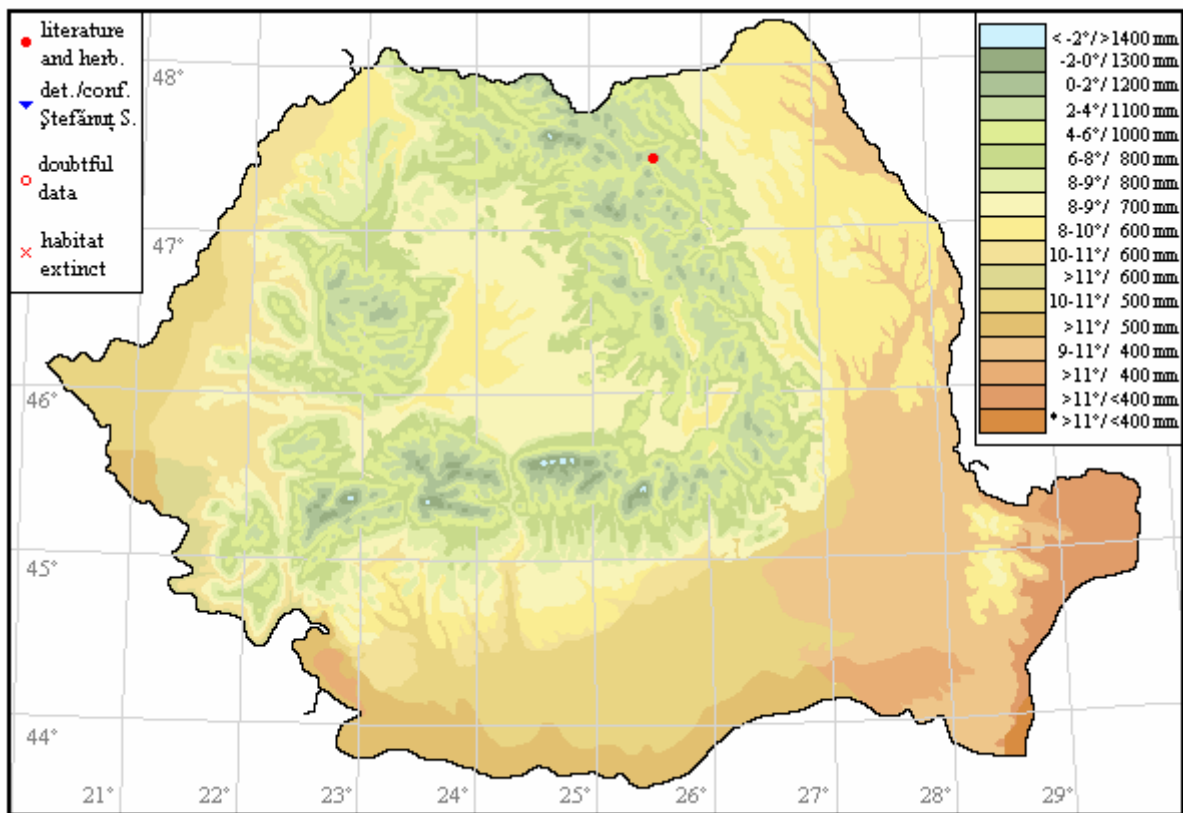 literature
and herb.
det./conf.
Ştefănuţ S.
doubtful
data
habitat
extinct
< -2°/>1400 mm
-2-0°/1300 mm
0-2°/1200 mm
2-4°/1100 mm
4-6°/1000 mm
6-8°/ 800 mm
8-9°/ 800 mm
8-9°/ 700 mm
8-10°/ 600 mm
10-11°/ 600 mm
>11°/ 600 mm
10-11°/ 500 mm
>11°/ 500 mm
9-11°/ 400 mm
>11°/ 400 mm
>11°/<400 mm
* >11°/<400 mm
48°
47°
46°
45°
44°
21° 22° 23° 24° 25° 26° 27° 28° 29°